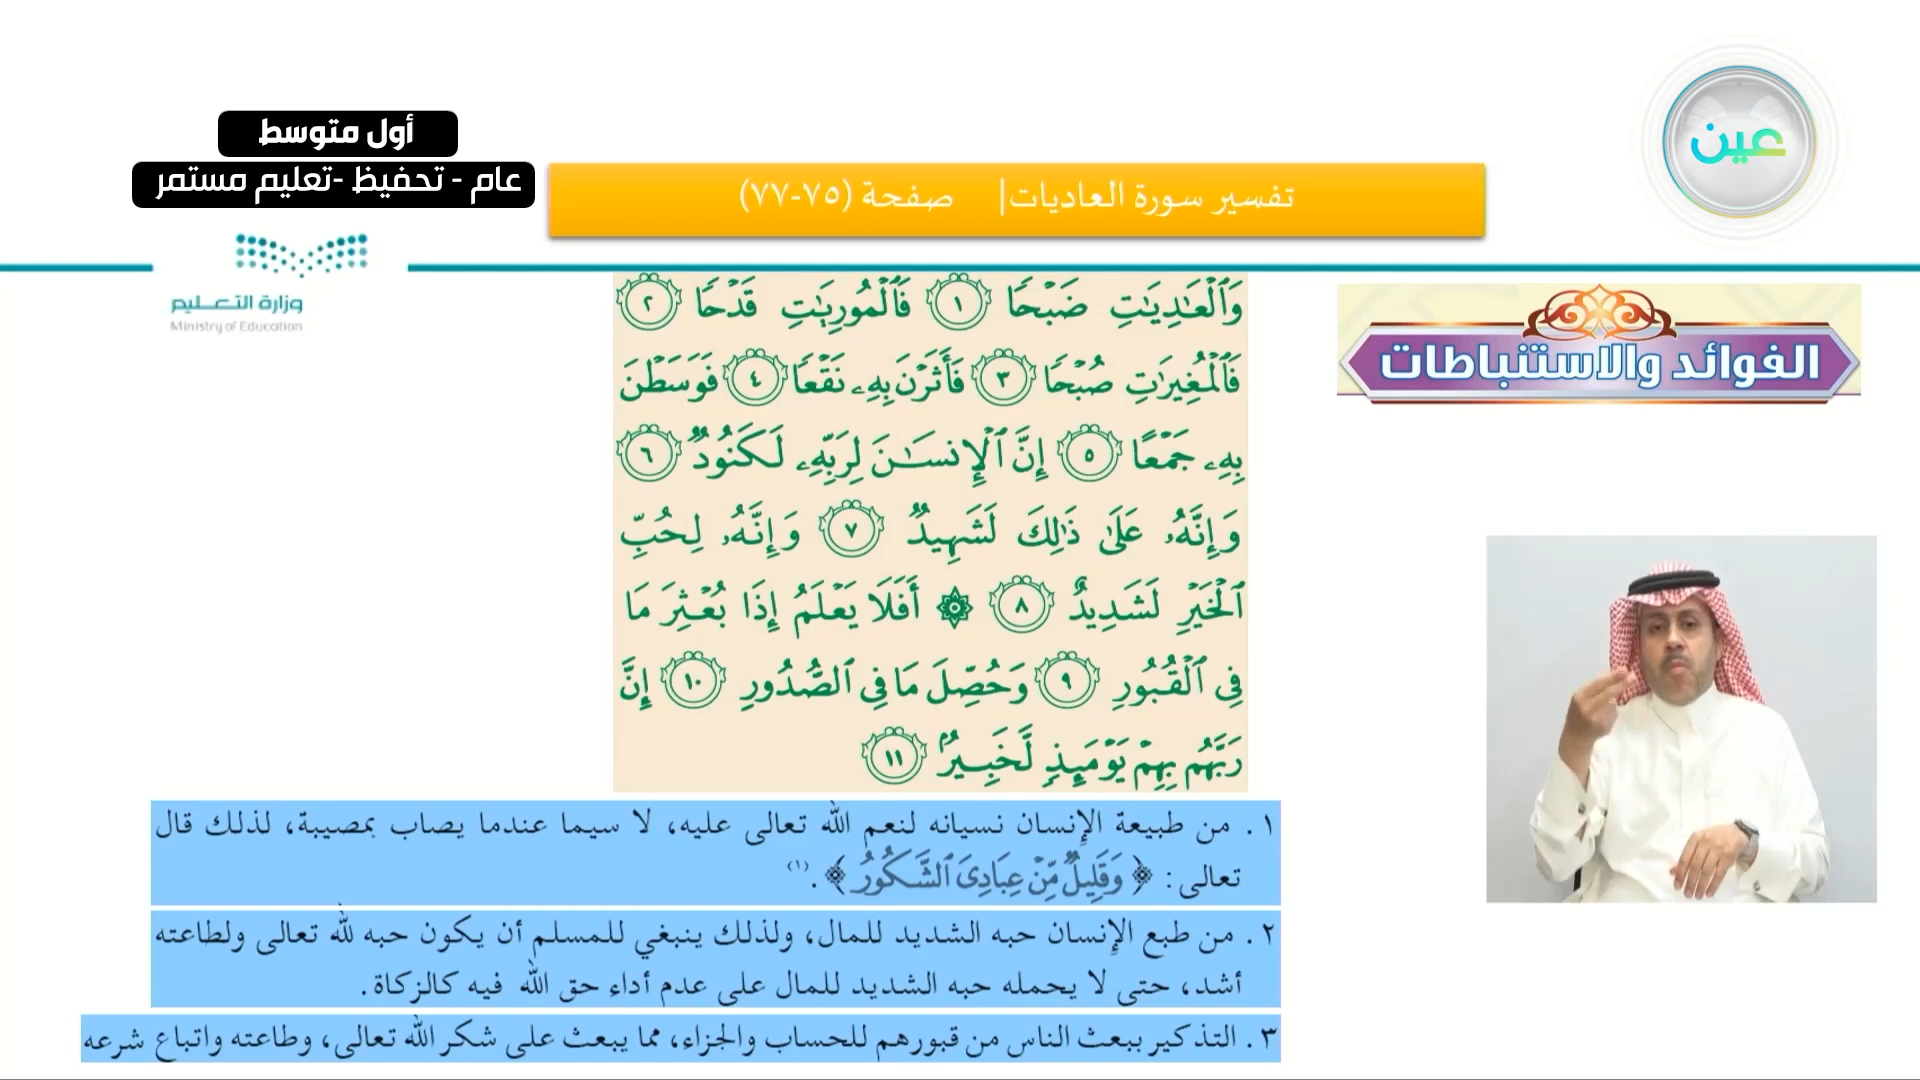 عين
أول متوسط
عام - تحفيظ -تعليم مستمر
تفسير سورة العاديات| صفحة (٧٥-٧٧)
وزارة التعليم
Ministry of Education
الفوائد والاستنباطات
وَٱلۡعَٰدِيَٰتِ ضَبۡحٗا ١ فَٱلۡمُورِيَٰتِ قَدۡحٗا ٢
فَٱلۡمُغِيرَٰتِ صُبۡحٗا ٣ فَأَثَرۡنَ بِهِۦ نَقۡعٗا ٤ فَوَسَطۡنَ
بِهِۦ جَمۡعًا ٥ إِنَّ ٱلۡإِنسَٰنَ لِرَبِّهِۦ لَكَنُودٞ ٦
وَإِنَّهُۥ عَلَىٰ ذَٰلِكَ لَشَهِيدٞ ٧ وَإِنَّهُۥ لِحُبِّ
ٱلۡخَيۡرِ لَشَدِيدٌ ٨ ۞ أَفَلَا يَعۡلَمُ إِذَا بُعۡثِرَ مَا
فِي ٱلۡقُبُورِ ٩ وَحُصِّلَ مَا فِي ٱلصُّدُورِ ١٠ إِنَّ
رَبَّهُم بِهِمۡ يَوۡمَئِذٖ لَّخَبِيرُۢ ١١
١. من طبيعة الإنسان نسيانه لنعم الله تعالى عليه، لا سيما عندما يصاب بمصيبة، لذلك قال
تعالى: ﴿ وَقَلِيلٞ مِّنۡ عِبَادِيَ ٱلشَّكُورُ ﴾.(١)
٢. من طبع الإنسان حبه الشديد للمال، ولذلك ينبغي للمسلم أن يكون حبه لله تعالى ولطاعته
أشد، حتى لا يحمله حبه الشديد للمال على عدم أداء حق الله فيه كالزكاة.
٣. التذكير ببعث الناس من قبورهم للحساب والجزاء، مما يبعث على شكر الله تعالى، وطاعته واتباع شرعه